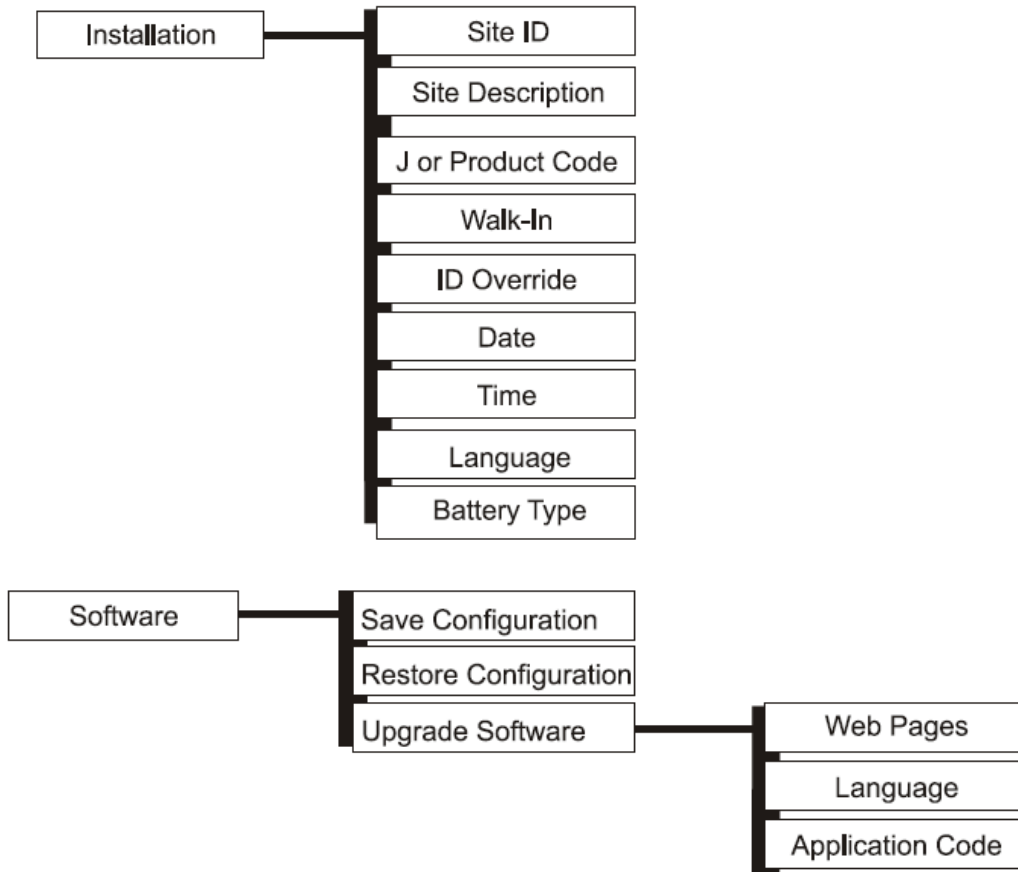 Installation
Site ID
Site Description
J or Product Code
Walk-In
ID Override
Date
Time
Language
Battery Type
Software
Save Configuration
Restore Configuration
Upgrade Software
Web Pages
Language
Application Code